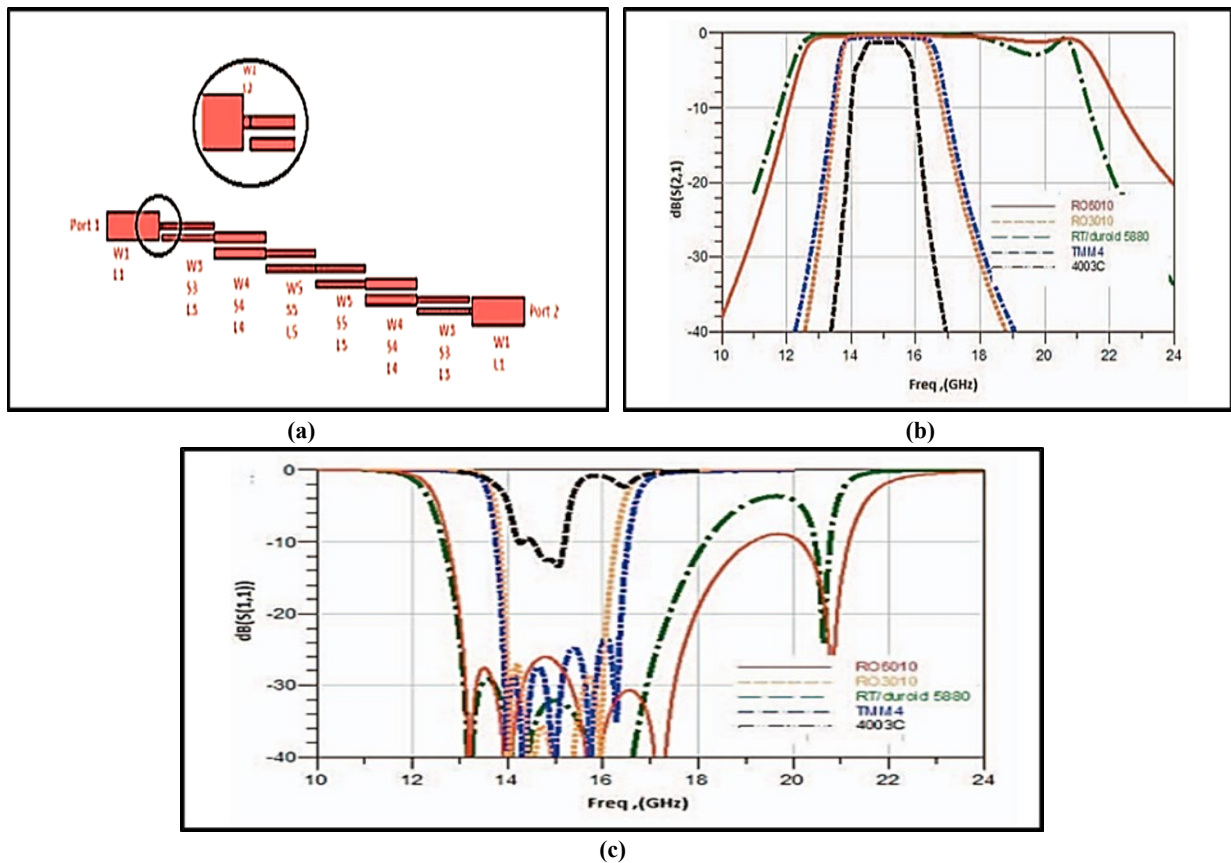 W1
L2
Port 1
W1
L1
W3
S3
L3
W4
S4
L4
W5
S5
L5
W5
S5
L5
W4
S4
L4
W3
S3
L3
W1
L1
Port 2
(a)
dB(S(2,1)
0
-10
-20
-30
-40
RO6010
RO3010
RT/duroid 5880
TMM4
4003C
10 12 14 16 18 20 22 24
Freq ,(GHz)
(b)
dB(S(1,1))
0
-10
-20
-30
-40
RO6010
RO3010
RT/duroid 5880
TMM4
4003C
10 12 14 16 18 20 22 24
Freq ,(GHz)
(c)